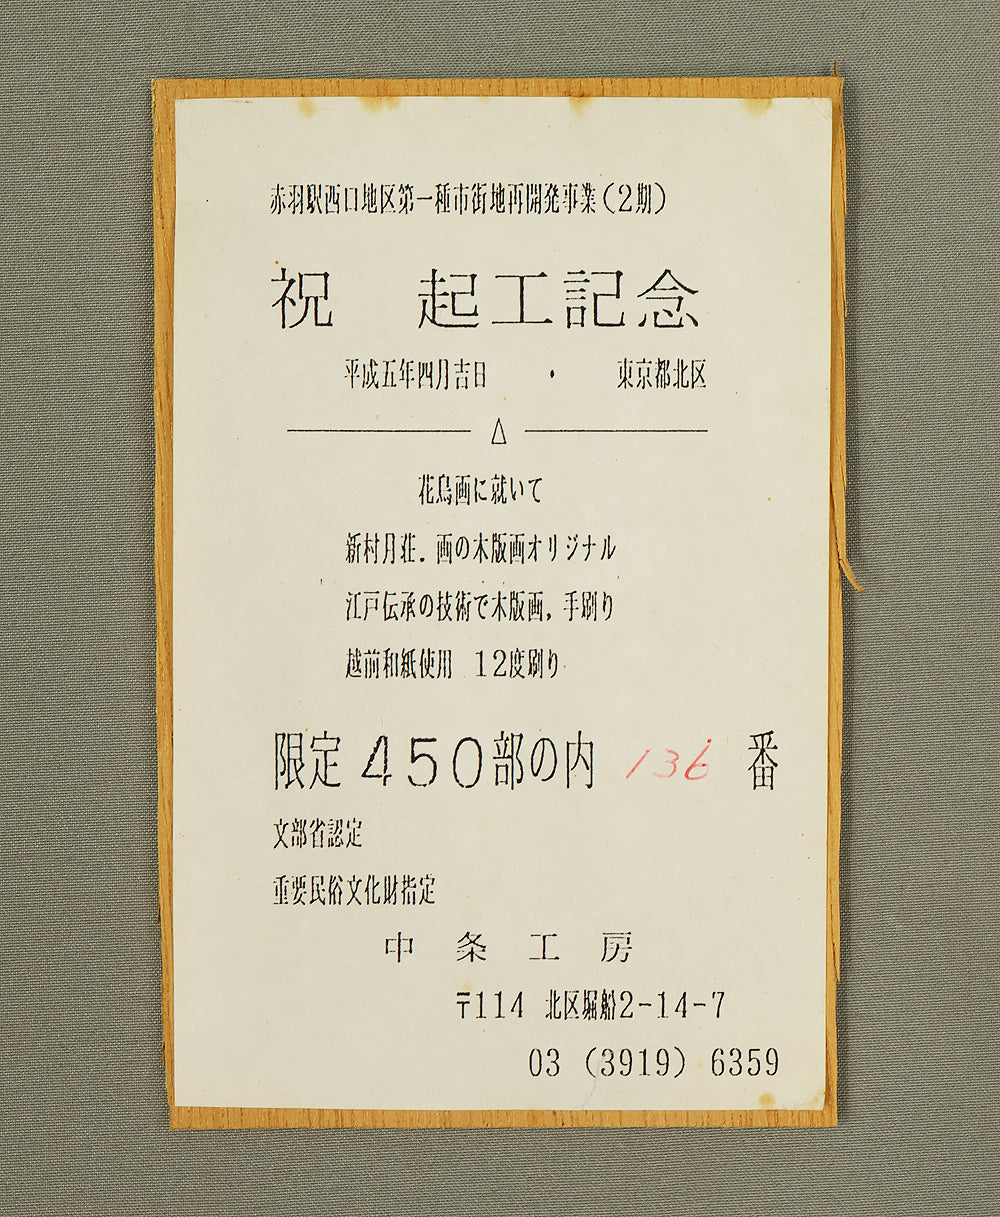 赤羽駅西口地区第一種市街地再開発事業(2期)
祝　起工記念
平成五年四月吉日　・　東京都北区
花鳥画に就いて
新村月荘．画の木版画オリジナル
江戸伝承の技術で木版画，手刷り
越前和紙使用　12度刷り
限定450部の内 136 番
文部省認定
重要民俗文化財指定
中条工房
〒114 北区堀船2-14-7
03 (3919) 6359